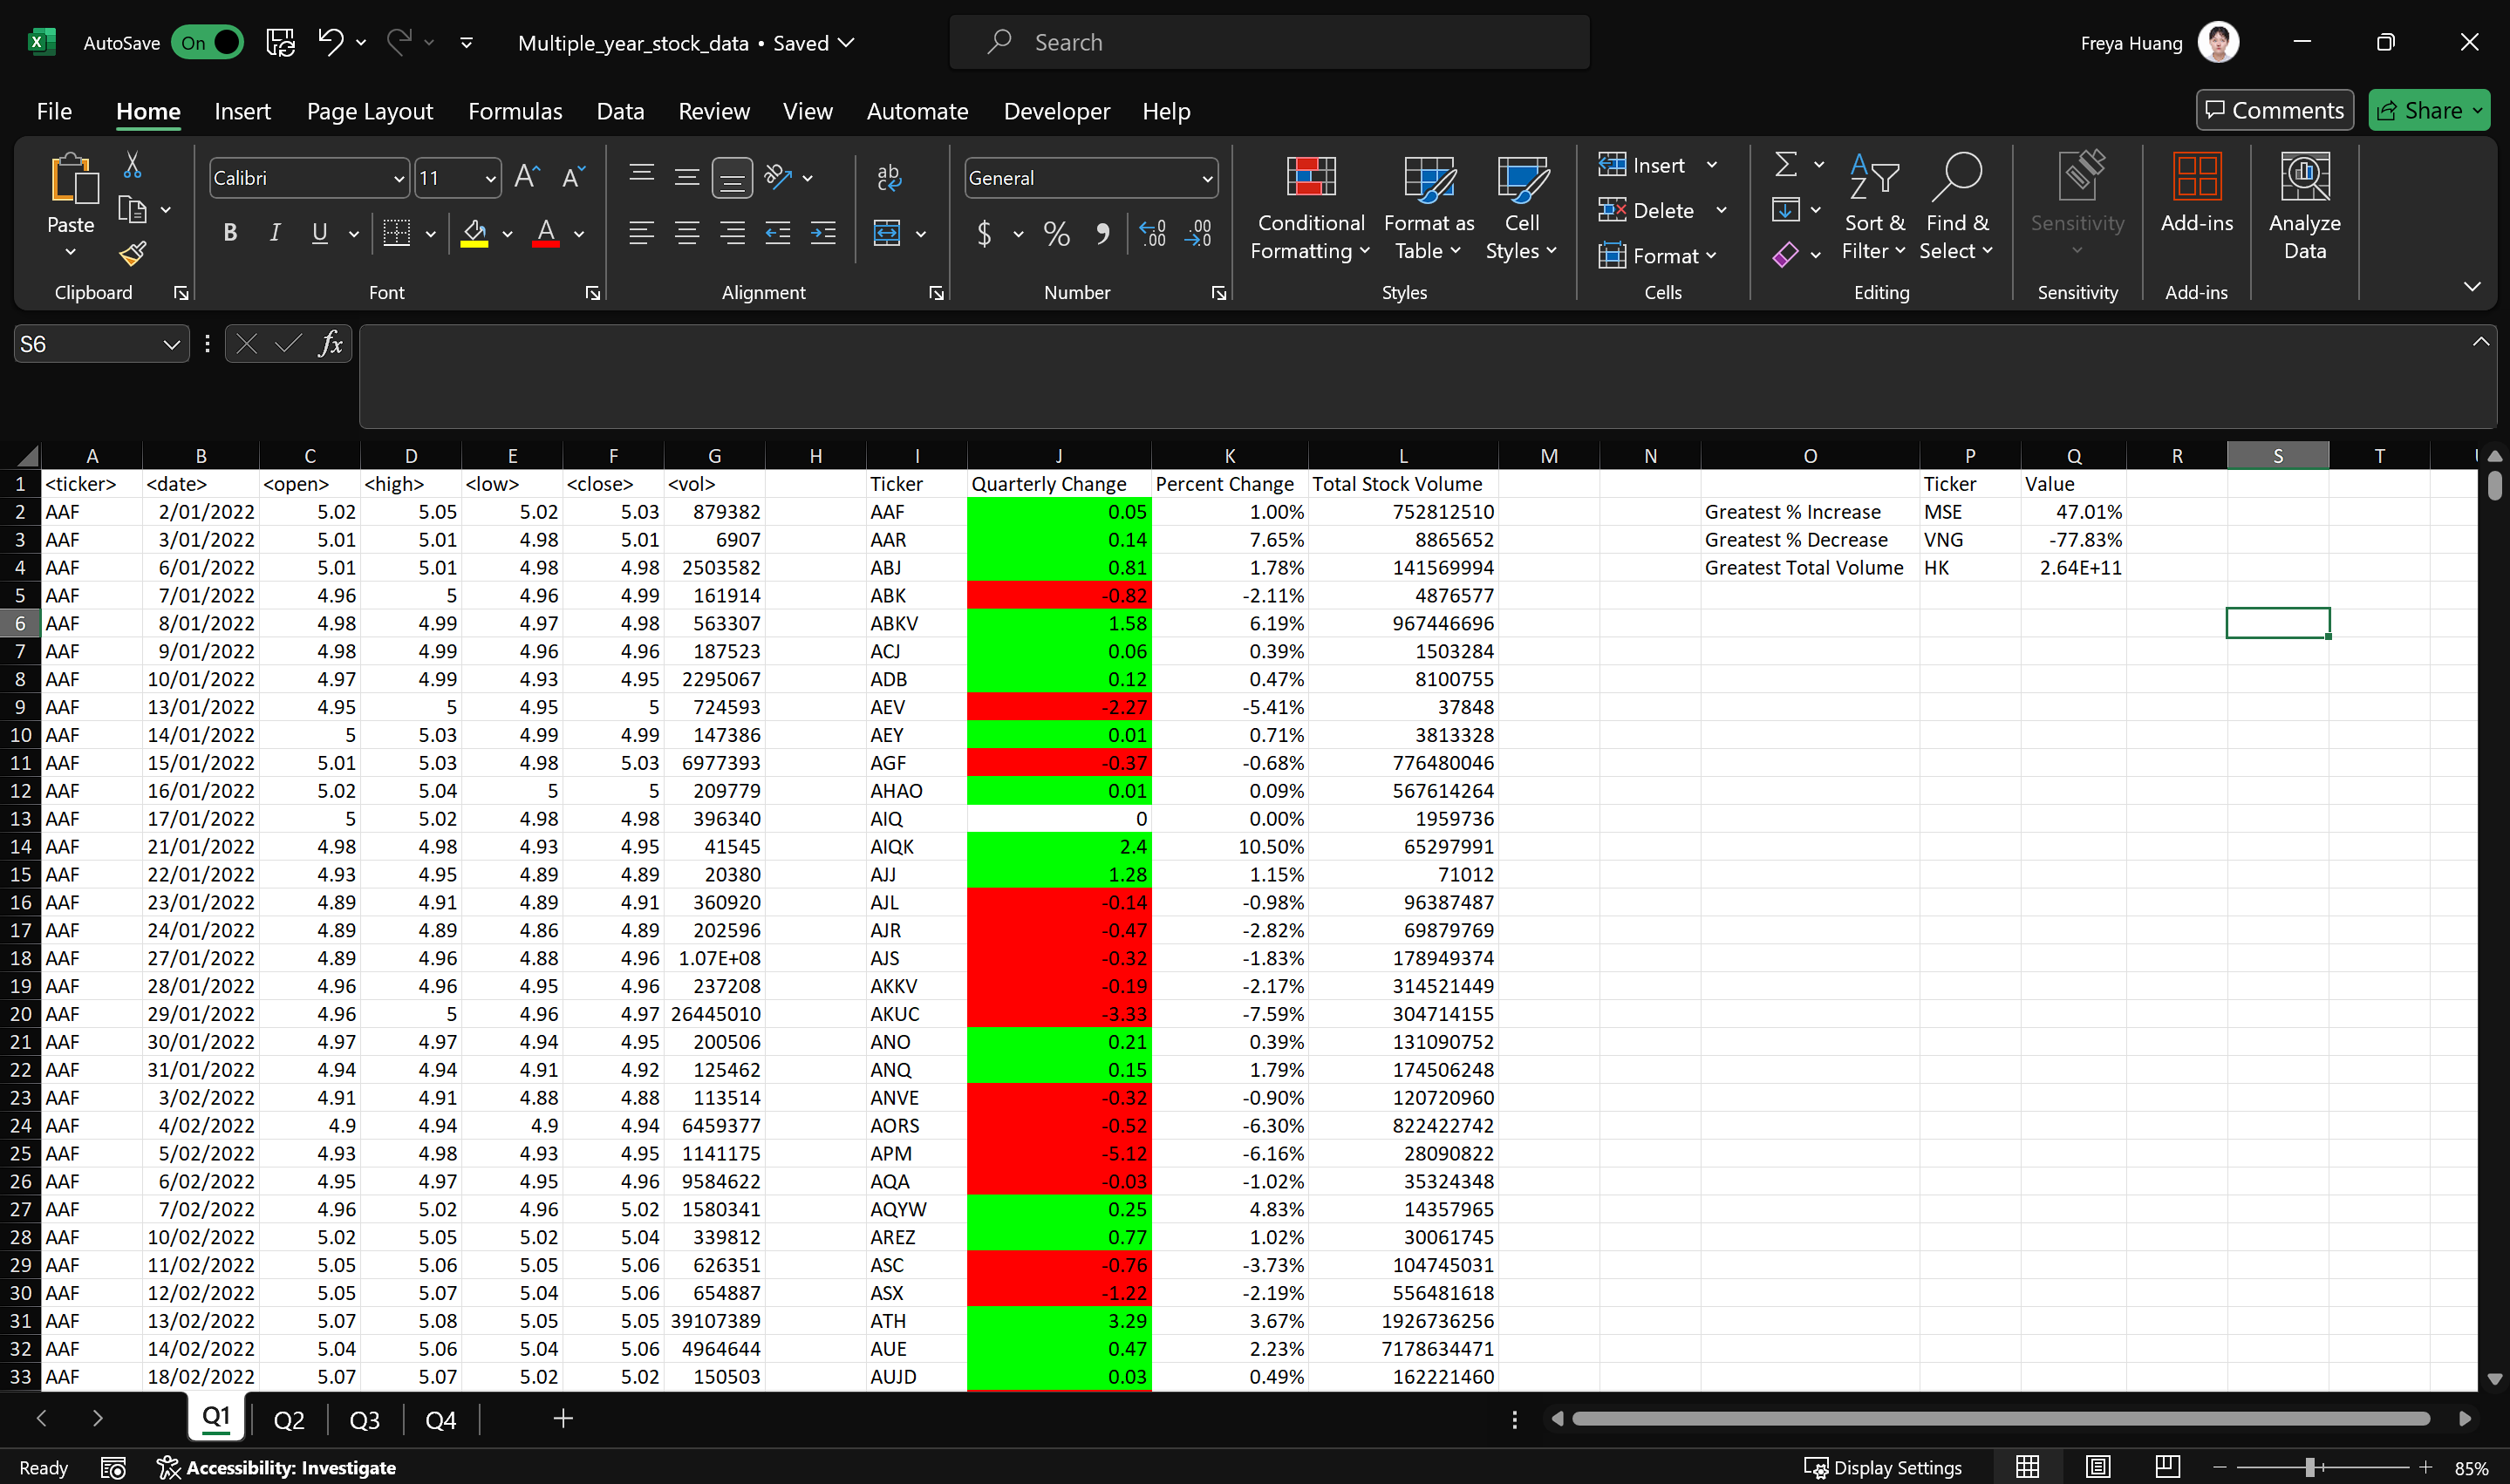 AutoSave On Multiple_year_stock_data • Saved Search Freya Huang
File Home Insert Page Layout Formulas Data Review View Automate Developer Help Comments Share
Calibri 11 General Insert
Paste Conditional Format as Cell Delete Sort & Find & Sensitivity Add-ins Analyze
Formatting Table Styles Format Filter Select Data
Clipboard Font Alignment Number Styles Cells Editing Sensitivity Add-ins
S6 fx
A B C D E F G H I J K L M N O P Q R S T
1 <ticker> <date> <open> <high> <low> <close> <vol> Ticker Quarterly Change Percent Change Total Stock Volume Ticker Value
2 AAF 2/01/2022 5.02 5.05 5.02 5.03 879382 AAF 0.05 1.00% 752812510 Greatest % Increase MSE 47.01%
3 AAF 3/01/2022 5.01 5.01 4.98 5.01 6907 AAR 0.14 7.65% 8865652 Greatest % Decrease VNG -77.83%
4 AAF 6/01/2022 5.01 5.01 4.98 4.98 2503582 ABJ 0.81 1.78% 141569994 Greatest Total Volume HK 2.64E+11
5 AAF 7/01/2022 4.96 5 4.96 4.99 161914 ABK -0.82 -2.11% 4876577
6 AAF 8/01/2022 4.98 4.99 4.97 4.98 563307 ABKV 1.58 6.19% 967446696
7 AAF 9/01/2022 4.98 4.99 4.96 4.96 187523 ACJ 0.06 0.39% 1503284
8 AAF 10/01/2022 4.97 4.99 4.93 4.95 2295067 ADB 0.12 0.47% 8100755
9 AAF 13/01/2022 4.95 5 4.95 5 724593 AEV -2.27 -5.41% 37848
10 AAF 14/01/2022 5 5.03 4.99 4.99 147386 AEY 0.01 0.71% 3813328
11 AAF 15/01/2022 5.01 5.03 4.98 5.03 6977393 AGF -0.37 -0.68% 776480046
12 AAF 16/01/2022 5.02 5.04 5 5 209779 AHAO 0.01 0.09% 567614264
13 AAF 17/01/2022 5 5.02 4.98 4.98 396340 AIQ 0 0.00% 1959736
14 AAF 21/01/2022 4.98 4.98 4.93 4.95 41545 AIQK 2.4 10.50% 65297991
15 AAF 22/01/2022 4.93 4.95 4.89 4.89 20380 AJJ 1.28 1.15% 71012
16 AAF 23/01/2022 4.89 4.91 4.89 4.91 360920 AJL -0.14 -0.98% 96387487
17 AAF 24/01/2022 4.89 4.89 4.86 4.89 202596 AJR -0.47 -2.82% 69879769
18 AAF 27/01/2022 4.89 4.96 4.88 4.96 1.07E+08 AJS -0.32 -1.83% 178949374
19 AAF 28/01/2022 4.96 4.96 4.95 4.96 237208 AKKV -0.19 -2.17% 314521449
20 AAF 29/01/2022 4.96 5 4.96 4.97 26445010 AKUC -3.33 -7.59% 304714155
21 AAF 30/01/2022 4.97 4.97 4.94 4.95 200506 ANO 0.21 0.39% 131090752
22 AAF 31/01/2022 4.94 4.94 4.91 4.92 125462 ANQ 0.15 1.79% 174506248
23 AAF 3/02/2022 4.91 4.91 4.88 4.88 113514 ANVE -0.32 -0.90% 120720960
24 AAF 4/02/2022 4.9 4.94 4.9 4.94 6459377 AORS -0.52 -6.30% 822422742
25 AAF 5/02/2022 4.93 4.98 4.93 4.95 1141175 APM -5.12 -6.16% 28090822
26 AAF 6/02/2022 4.95 4.97 4.95 4.96 9584622 AQA -0.03 -1.02% 35324348
27 AAF 7/02/2022 4.96 5.02 4.96 5.02 1580341 AQYW 0.25 4.83% 14357965
28 AAF 10/02/2022 5.02 5.05 5.02 5.04 339812 AREZ 0.77 1.02% 30061745
29 AAF 11/02/2022 5.05 5.06 5.05 5.06 626351 ASC -0.76 -3.73% 104745031
30 AAF 12/02/2022 5.05 5.07 5.04 5.06 654887 ASX -1.22 -2.19% 556481618
31 AAF 13/02/2022 5.07 5.08 5.05 5.05 39107389 ATH 3.29 3.67% 1926736256
32 AAF 14/02/2022 5.04 5.06 5.04 5.06 4964644 AUE 0.47 2.23% 7178634471
33 AAF 18/02/2022 5.07 5.07 5.02 5.02 150503 AUJD 0.03 0.49% 162221460
Q1 Q2 Q3 Q4
Ready Accessibility: Investigate Display Settings 85%